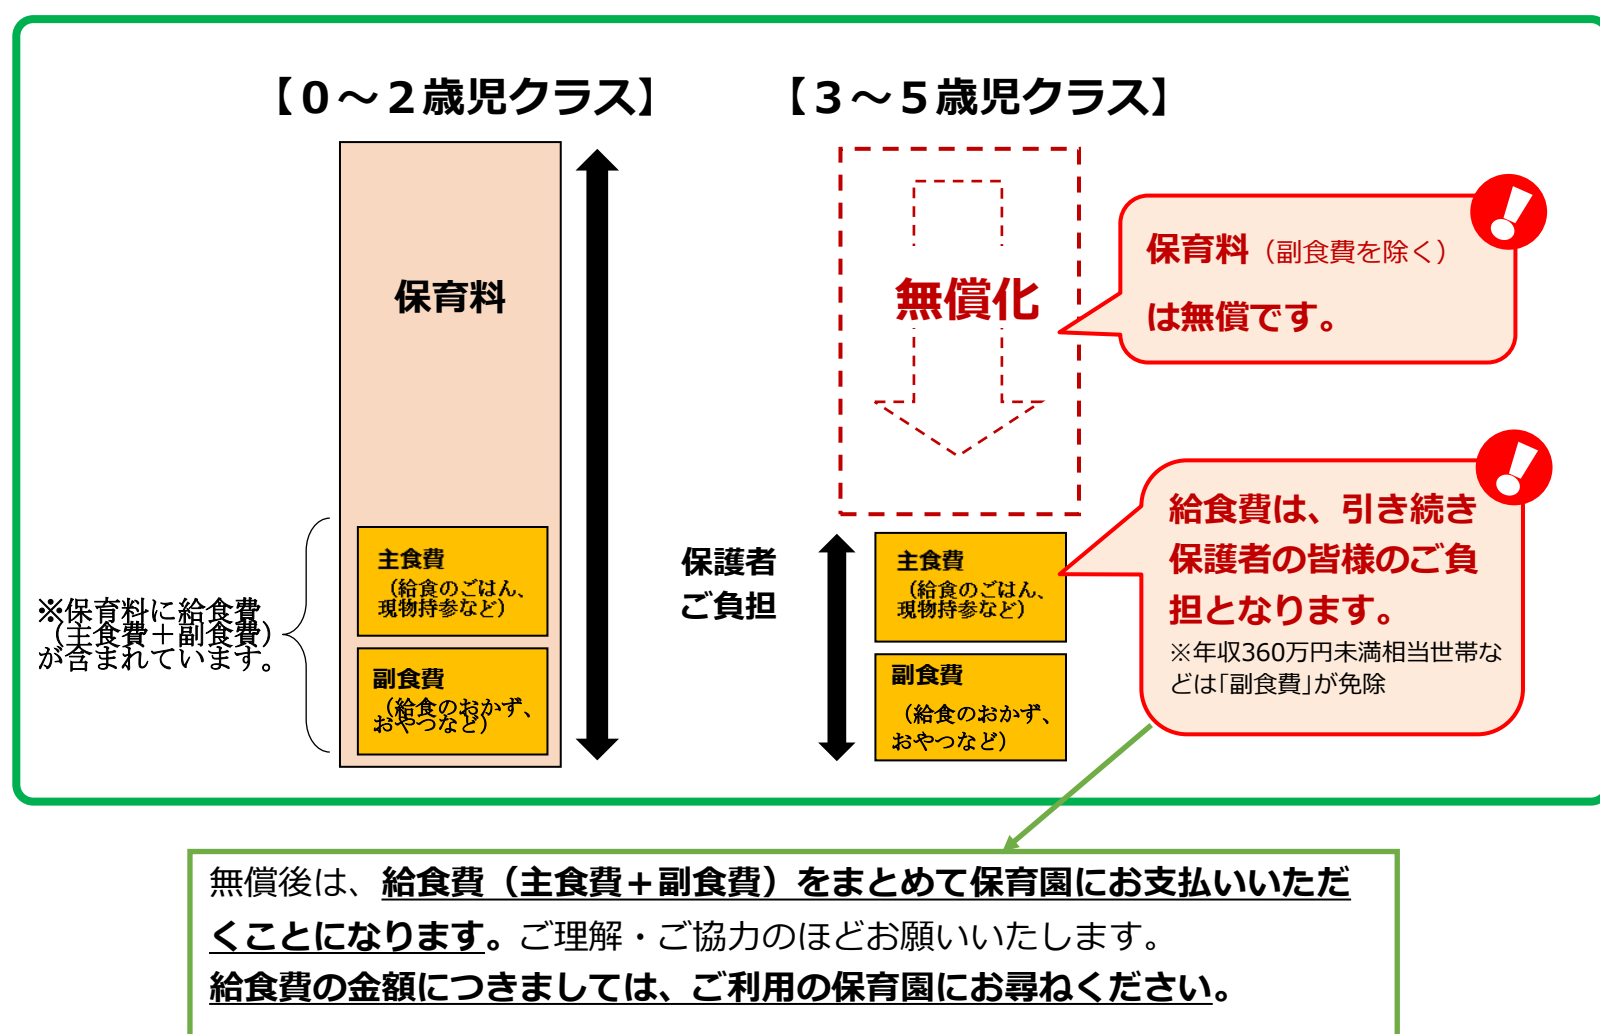 【０～２歳児クラス】
【３～５歳児クラス】
保育料
主食費
（給食のごはん、
現物持参など）
副食費
（給食のおかず、
おやつなど）
※保育料に給食費
（主食費＋副食費）
が含まれています。
無償化
保護者
ご負担
主食費
（給食のごはん、
現物持参など）
副食費
（給食のおかず、
おやつなど）
保育料（副食費を除く）
は無償です。
給食費は、引き続き
保護者の皆様のご負
担となります。
※年収360万円未満相当世帯な
どは「副食費」が免除
無償後は、給食費（主食費＋副食費）をまとめて保育園にお支払いいただ
くことになります。ご理解・ご協力のほどお願いいたします。
給食費の金額につきましては、ご利用の保育園にお尋ねください。